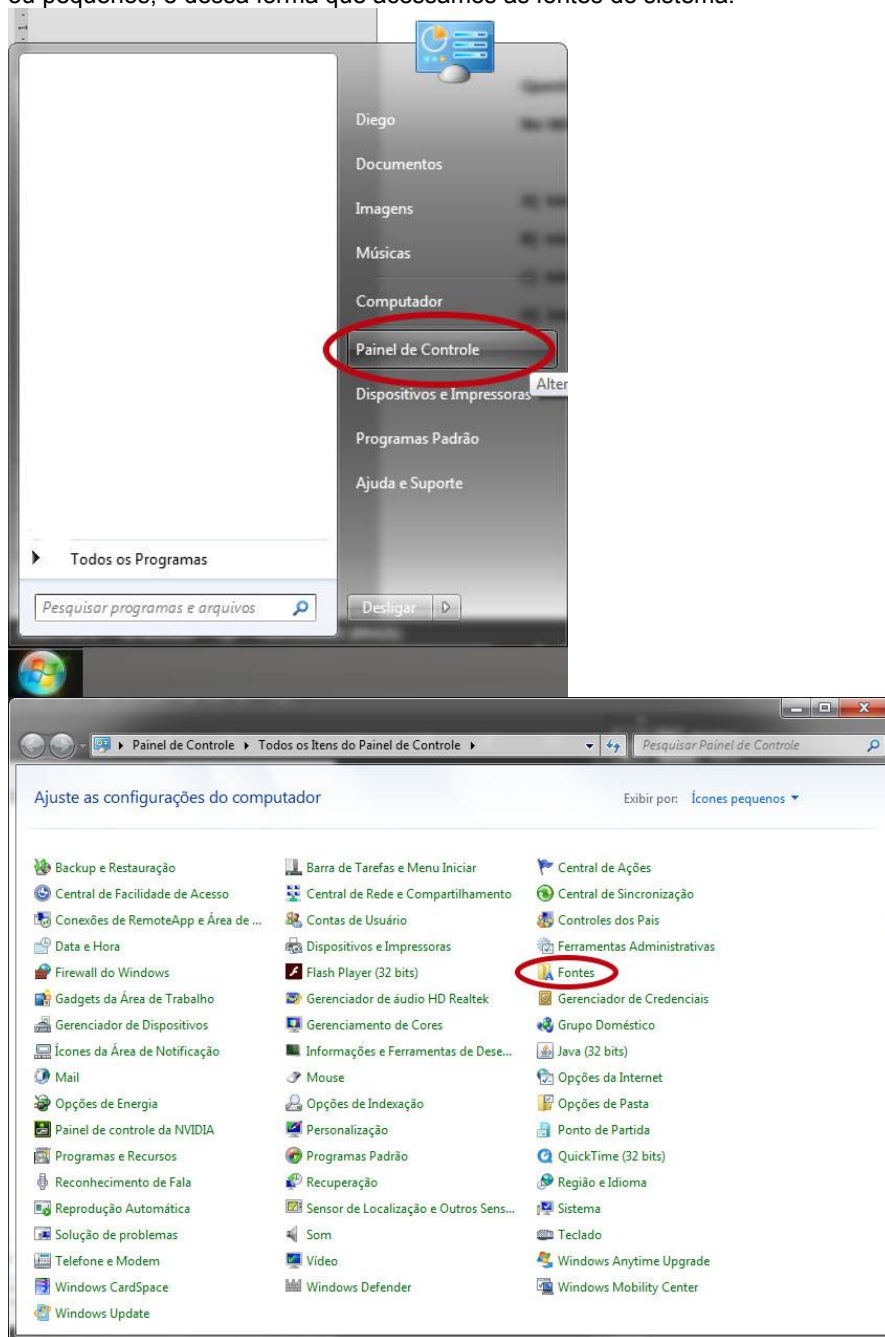 ou pequenos, é dessa forma que acessamos as fontes do sistema.
Diego
Documentos
Imagens
Músicas
Computador
Painel de Controle
Alter
Dispositivos e Impressoras
Programas Padrão
Ajuda e Suporte
Todos os Programas
Pesquisar programas e arquivos
Desligar
Painel de Controle Todos os Itens do Painel de Controle
Pesquisar Painel de Controle
Ajuste as configurações do computador
Exibir por: Ícones pequenos
Backup e Restauração Barra de Tarefas e Menu Iniciar Central de Ações
Central de Facilidade de Acesso Central de Rede e Compartilhamento Central de Sincronização
Conexões de RemoteApp e Área de ... Contas de Usuário Controles dos Pais
Data e Hora Dispositivos e Impressoras Ferramentas Administrativas
Firewall do Windows Flash Player (32 bits) Fontes
Gadgets da Área de Trabalho Gerenciador de áudio HD Realtek Gerenciador de Credenciais
Gerenciador de Dispositivos Gerenciamento de Cores Grupo Doméstico
Ícones da Área de Notificação Informações e Ferramentas de Dese... Java (32 bits)
Mail Mouse Opções da Internet
Opções de Energia Opções de Indexação Opções de Pasta
Painel de controle da NVIDIA Personalização Ponto de Partida
Programas e Recursos Programas Padrão QuickTime (32 bits)
Reconhecimento de Fala Recuperação Região e Idioma
Reprodução Automática Sensor de Localização e Outros Sens... Sistema
Solução de problemas Som Teclado
Telefone e Modem Vídeo Windows Anytime Upgrade
Windows CardSpace Windows Defender Windows Mobility Center
Windows Update